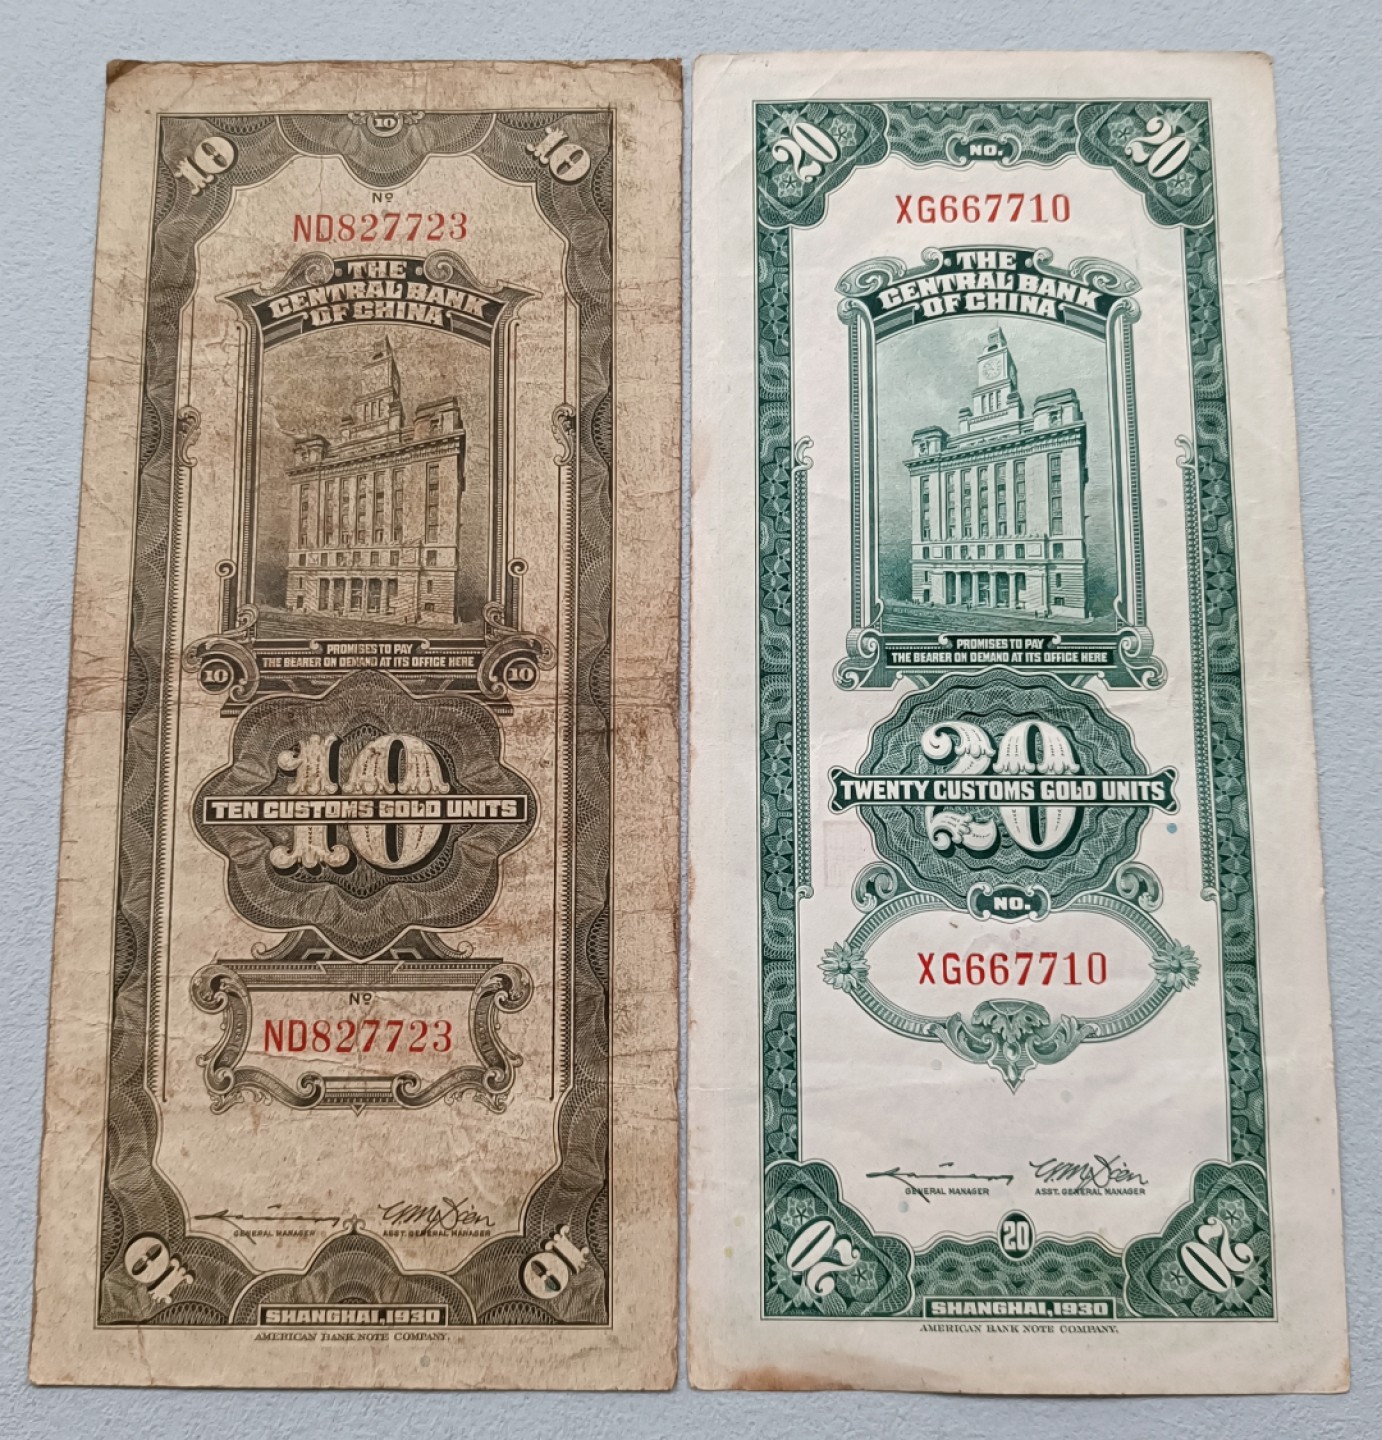 10
10
10
Nº
ND827723
THE
CENTRAL BANK
OF CHINA
PROMISES TO PAY
THE BEARER ON DEMAND AT ITS OFFICE HERE
10
10
10
TEN CUSTOMS GOLD UNITS
Nº
ND827723
GENERAL MANAGER
ASST. GENERAL MANAGER
10
10
SHANGHAI, 1930
AMERICAN BANK NOTE COMPANY.
20
NO.
20
XG667710
THE
CENTRAL BANK
OF CHINA
PROMISES TO PAY
THE BEARER ON DEMAND AT ITS OFFICE HERE
20
TWENTY CUSTOMS GOLD UNITS
NO.
XG667710
GENERAL MANAGER
ASST. GENERAL MANAGER
20
20
20
SHANGHAI, 1930
AMERICAN BANK NOTE COMPANY.